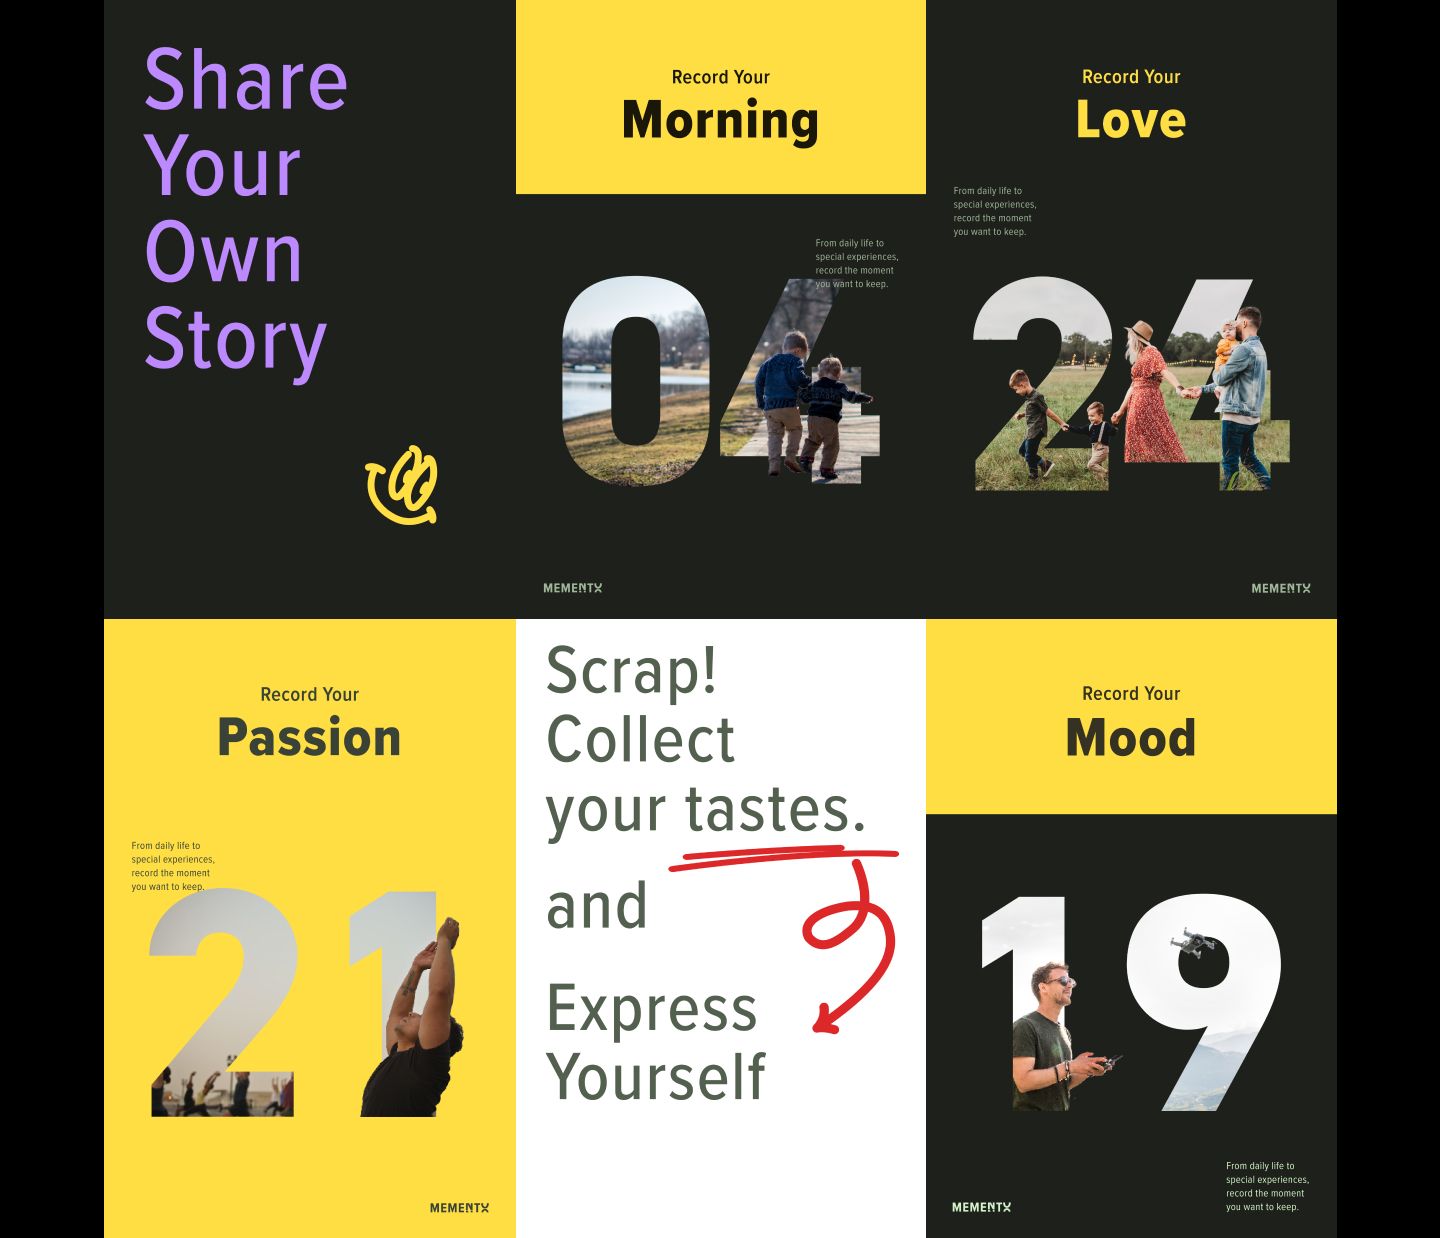 Share
Your
Own
Story
Record Your
Morning
From daily life to
special experiences,
record the moment
you want to keep.
04
MEMENTX
Record Your
Love
From daily life to
special experiences,
record the moment
you want to keep.
24
MEMENTX
Record Your
Passion
From daily life to
special experiences,
record the moment
you want to keep.
21
MEMENTX
Scrap!
Collect
your tastes.
and
Express
Yourself
Record Your
Mood
19
From daily life to
special experiences,
record the moment
you want to keep.
MEMENTX